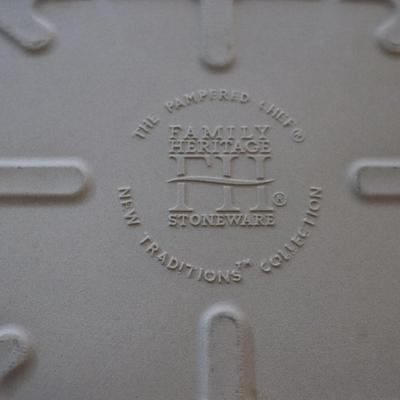 THE PAMPERED CHEF®
FAMILY
HERITAGE
FH®
STONEWARE
NEW TRADITIONS™ COLLECTION